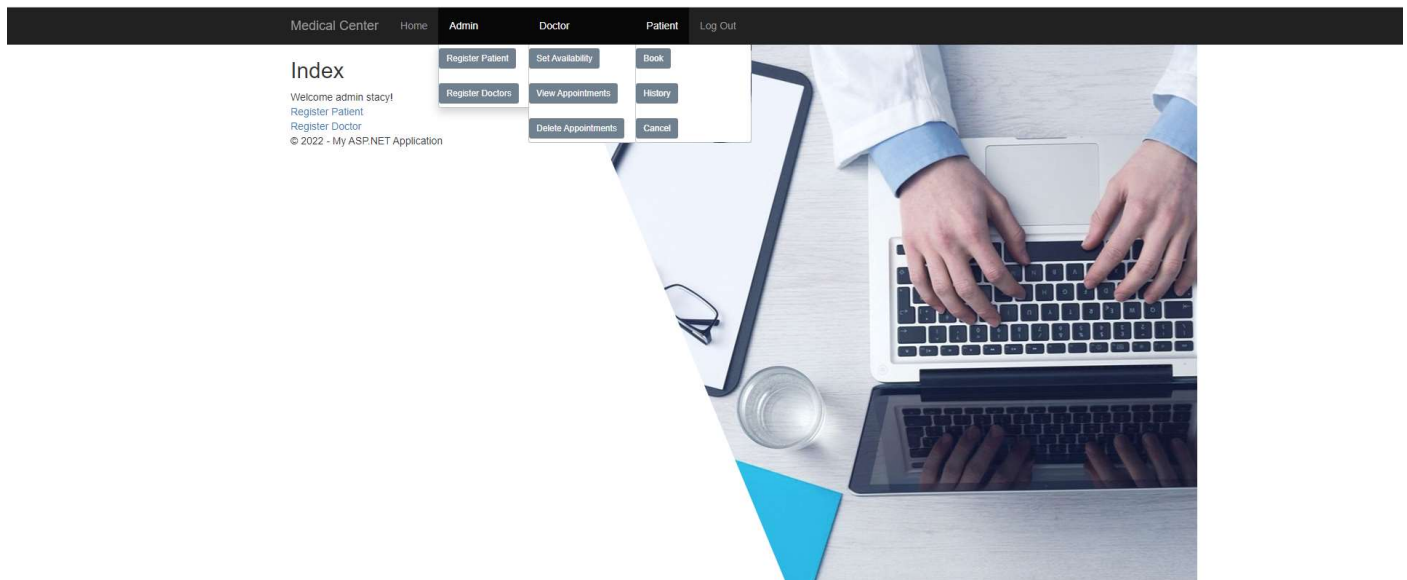 Medical Center Home Admin Doctor Patient Log Out
Register Patient Set Availability Book
Register Doctors View Appointments History
Delete Appointments Cancel
Index
Welcome admin stacy!
Register Patient
Register Doctor
© 2022 - My ASP.NET Application